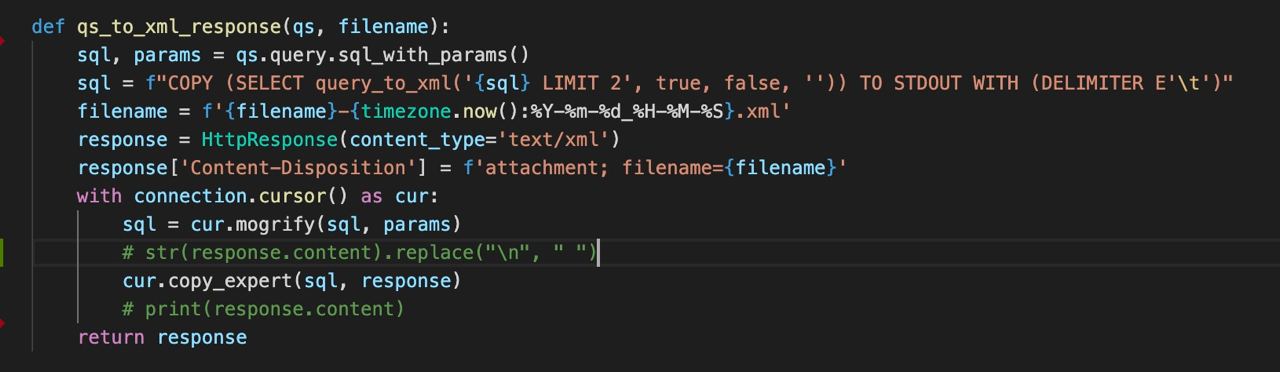 def qs_to_xml_response(qs, filename):
    sql, params = qs.query.sql_with_params()
    sql = f"COPY (SELECT query_to_xml('{sql} LIMIT 2', true, false, '')) TO STDOUT WITH (DELIMITER E'\t')"
    filename = f'{filename}-{timezone.now():%Y-%m-%d_%H-%M-%S}.xml'
    response = HttpResponse(content_type='text/xml')
    response['Content-Disposition'] = f'attachment; filename={filename}'
    with connection.cursor() as cur:
        sql = cur.mogrify(sql, params)
        # str(response.content).replace("\n", " ")
        cur.copy_expert(sql, response)
        # print(response.content)
    return response